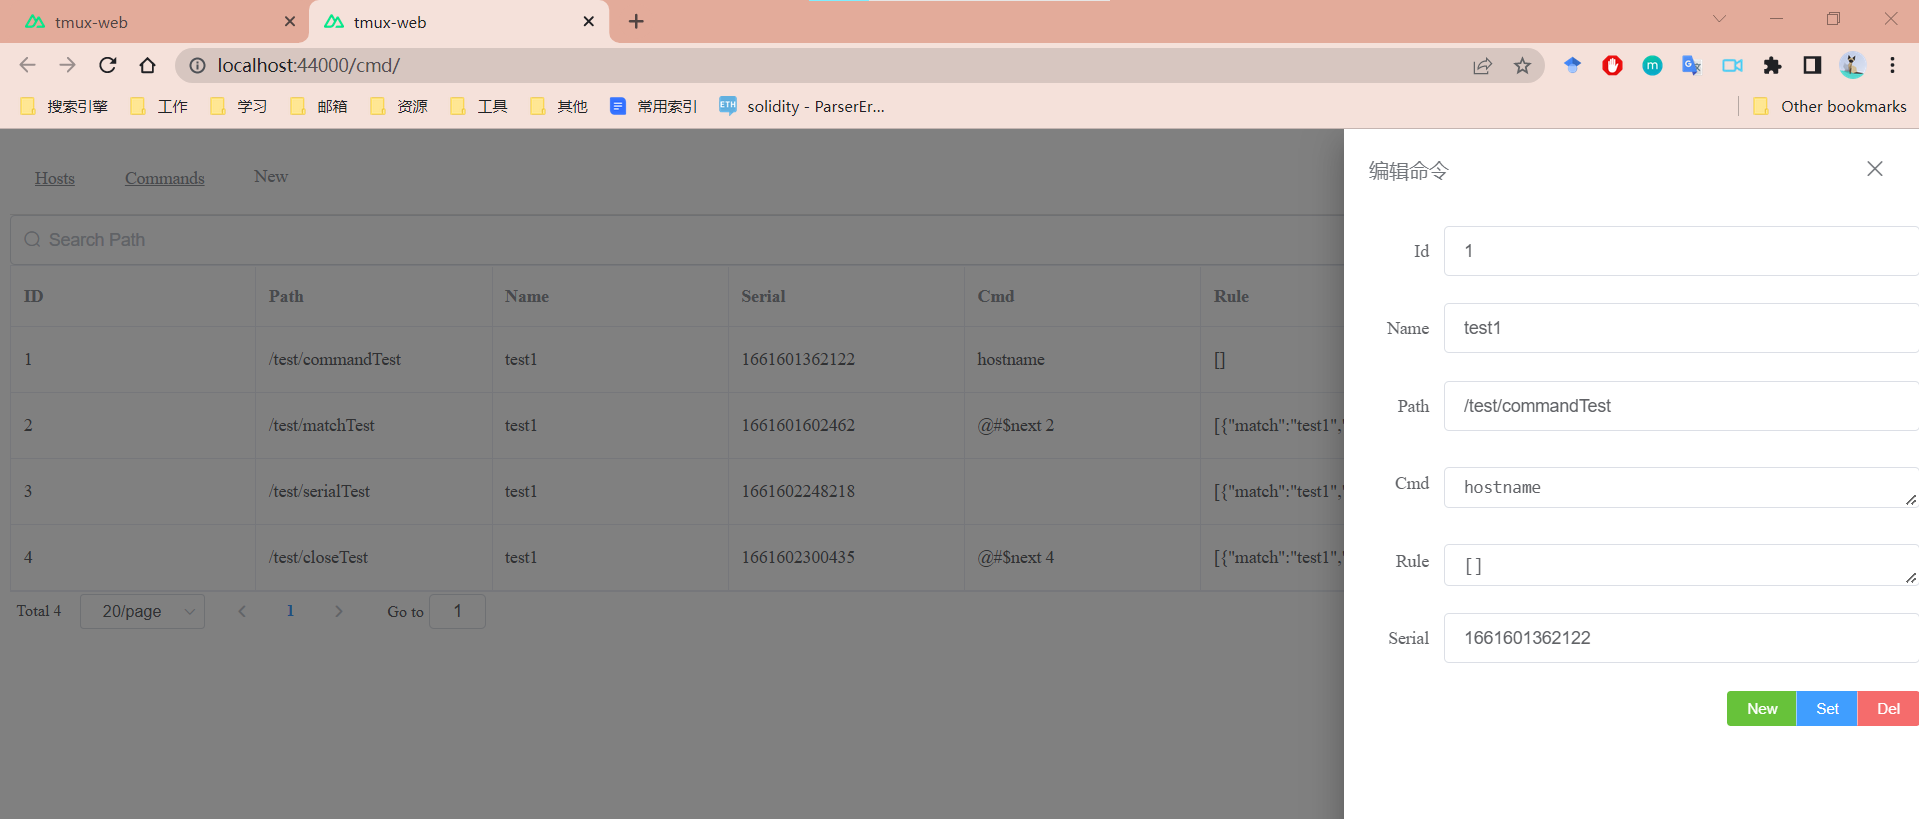 tmux-web
tmux-web
localhost:44000/cmd/
搜索引擎 工作 学习 邮箱 资源 工具 其他 常用索引 ETH solidity - ParserEr... Other bookmarks
Hosts Commands New
Search Path
ID Path Name Serial Cmd Rule
1 /test/commandTest test1 1661601362122 hostname []
2 /test/matchTest test1 1661601602462 @#$next 2 [{"match":"test1","
3 /test/serialTest test1 1661602248218 [{"match":"test1","
4 /test/closeTest test1 1661602300435 @#$next 4 [{"match":"test1","
Total 4 20/page 1 Go to 1
编辑命令
Id 1
Name test1
Path /test/commandTest
Cmd hostname
Rule []
Serial 1661601362122
New Set Del